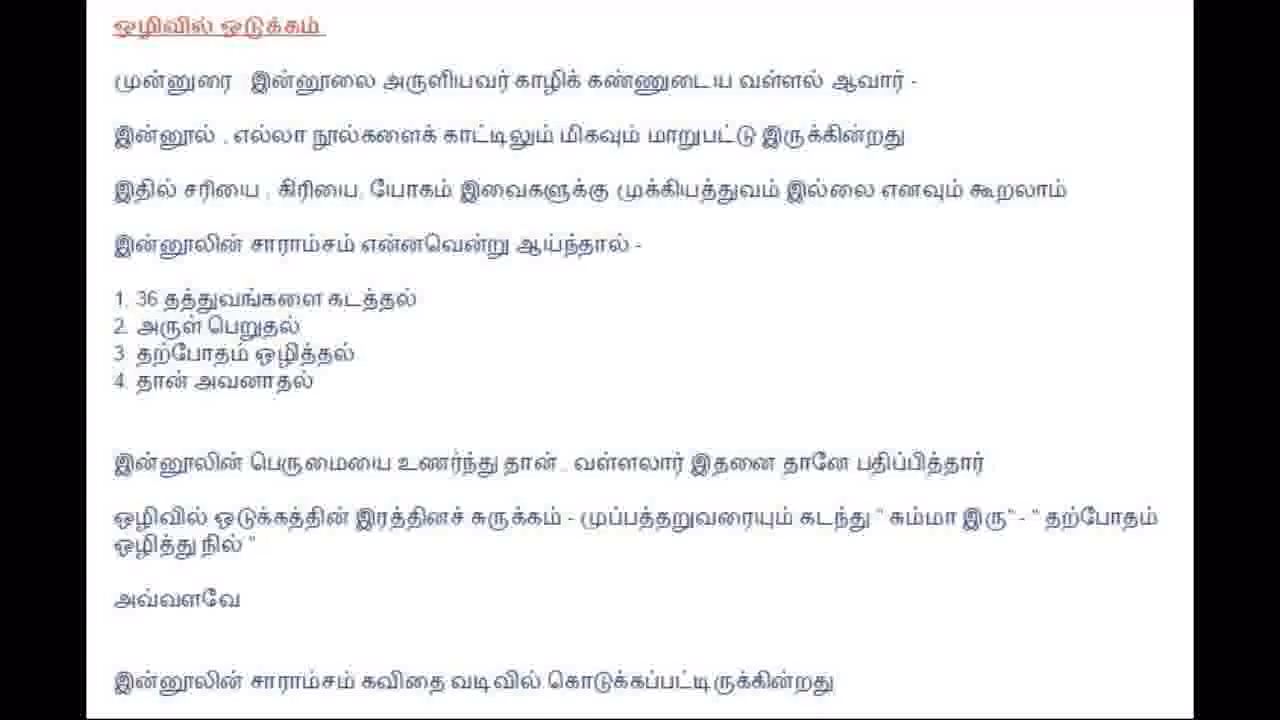 ஒழிவில் ஒடுக்கம்
முன்னுரை இன்னூலை அருளியவர் காழிக் கண்ணுடைய வள்ளல் ஆவார் -
இன்னூல் , எல்லா நூல்களைக் காட்டிலும் மிகவும் மாறுபட்டு இருக்கின்றது
இதில் சரியை , கிரியை, யோகம் இவைகளுக்கு முக்கியத்துவம் இல்லை எனவும் கூறலாம்
இன்னூலின் சாராம்சம் என்னவென்று ஆய்ந்தால் -
1. 36 தத்துவங்களை கடத்தல்
2. அருள் பெறுதல்
3. தற்போதம் ஒழித்தல்
4. தான் அவனாதல்
இன்னூலின் பெருமையை உணர்ந்து தான் , வள்ளலார் இதனை தானே பதிப்பித்தார்
ஒழிவில் ஒடுக்கத்தின் இரத்தினச் சுருக்கம் - முப்பத்தறுவரையும் கடந்து " சும்மா இரு" - " தற்போதம்
ஒழித்து நில் "
அவ்வளவே
இன்னூலின் சாராம்சம் கவிதை வடிவில் கொடுக்கப்பட்டிருக்கின்றது